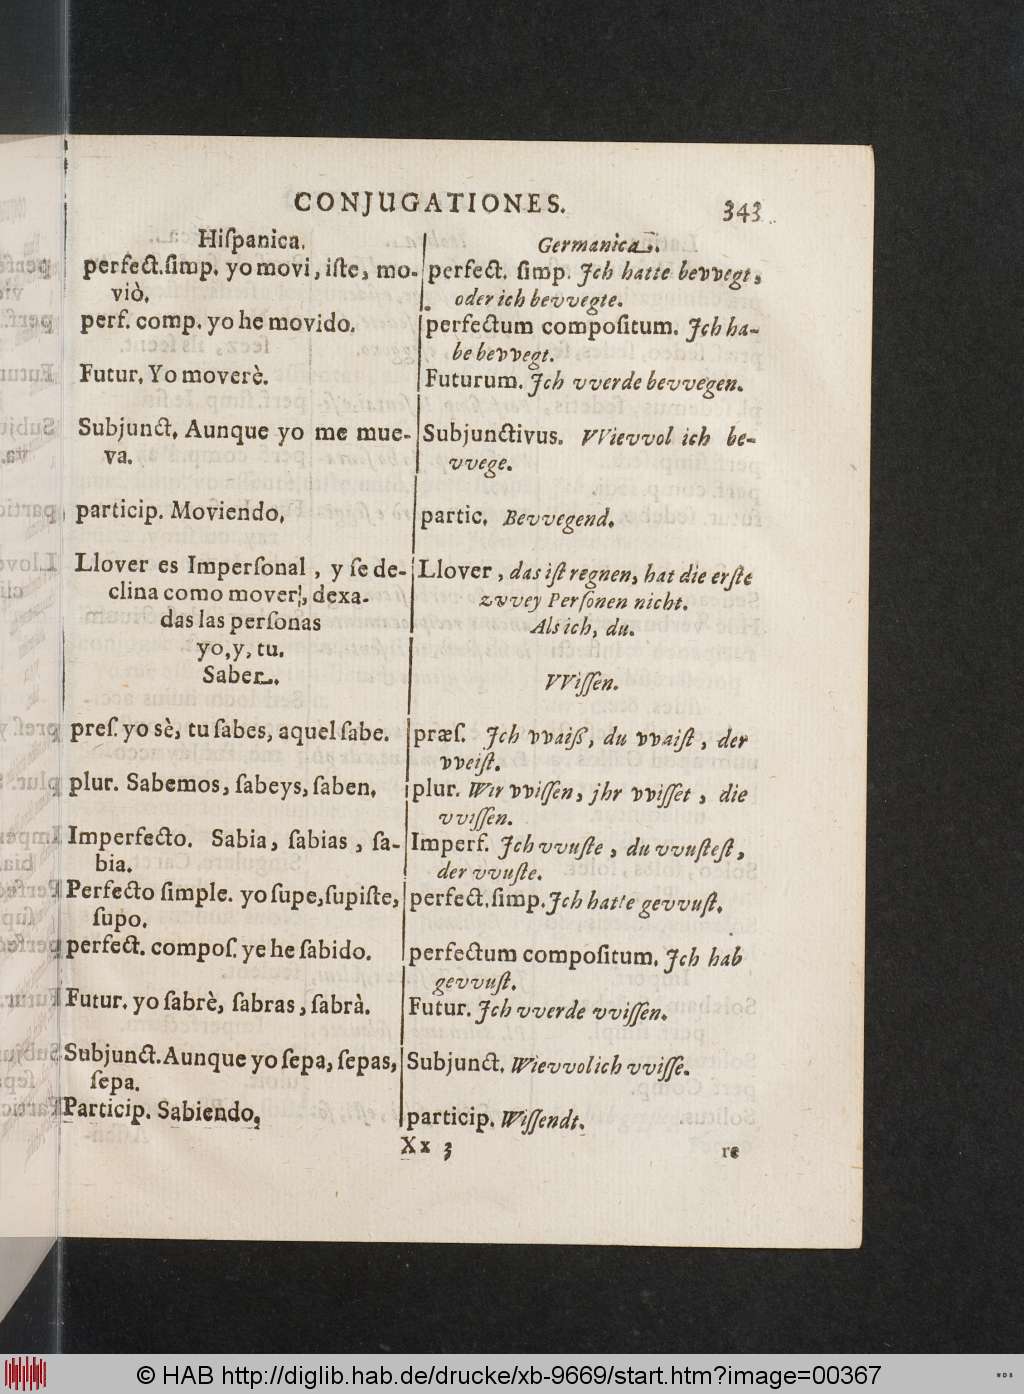 CONJUGATIONES. 343
Hiſpanica.
perfect.ſimp. yo movi, iſte, mo-
viò.
perf. comp. yo he movido.
Futur. Yo moverè.
Subjunct. Aunque yo me mue-
va.
particip. Moviendo.
Llover es Imperſonal, y ſe de-
clina como mover, dexa-
das las perſonas
yo, y, tu.
Saber.
preſ. yo sè, tu ſabes, aquel ſabe.
plur. Sabemos, ſabeys, ſaben.
Imperfecto. Sabia, ſabias, ſa-
bia.
Perfecto ſimple. yo ſupe, ſupiſte,
ſupo.
perfect. compoſ. ye he ſabido.
Futur. yo ſabrè, ſabras, ſabrà.
Subjunct. Aunque yo ſepa, ſepas,
ſepa.
Particip. Sabiendo.
Germanica.
perfect. ſimp. Jch hatte bevvegt,
oder ich bevvegte.
perfectum compoſitum. Jch ha-
be bevvegt.
Futurum. Jch vverde bevvegen.
Subjunctivus. VVievvol ich be-
vvege.
partic. Bevvegend.
Llover, das iſt regnen, hat die erſte
zvvey Perſonen nicht.
Als ich, du.
VViſſen.
præſ. Jch vvaiß, du vvaiſt, der
vveiſt.
plur. Wir vviſſen, jhr vviſſet, die
vviſſen.
Imperf. Jch vvuſte, du vvuſteſt,
der vvuſte.
perfect. ſimp. Jch hatte gevvuſt.
perfectum compoſitum. Jch hab
gevvuſt.
Futur. Jch vverde vviſſen.
Subjunct. Wievvol ich vviſſe.
particip. Wiſſendt.
Xx 3 re
© HAB http://diglib.hab.de/drucke/xb-9669/start.htm?image=00367